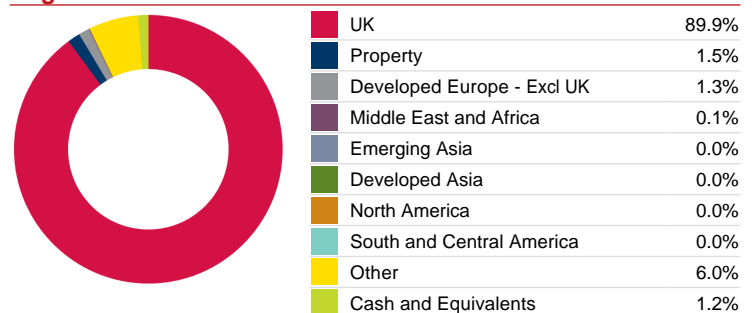 UK 89.9%
Property 1.5%
Developed Europe - Excl UK 1.3%
Middle East and Africa 0.1%
Emerging Asia 0.0%
Developed Asia 0.0%
North America 0.0%
South and Central America 0.0%
Other 6.0%
Cash and Equivalents 1.2%